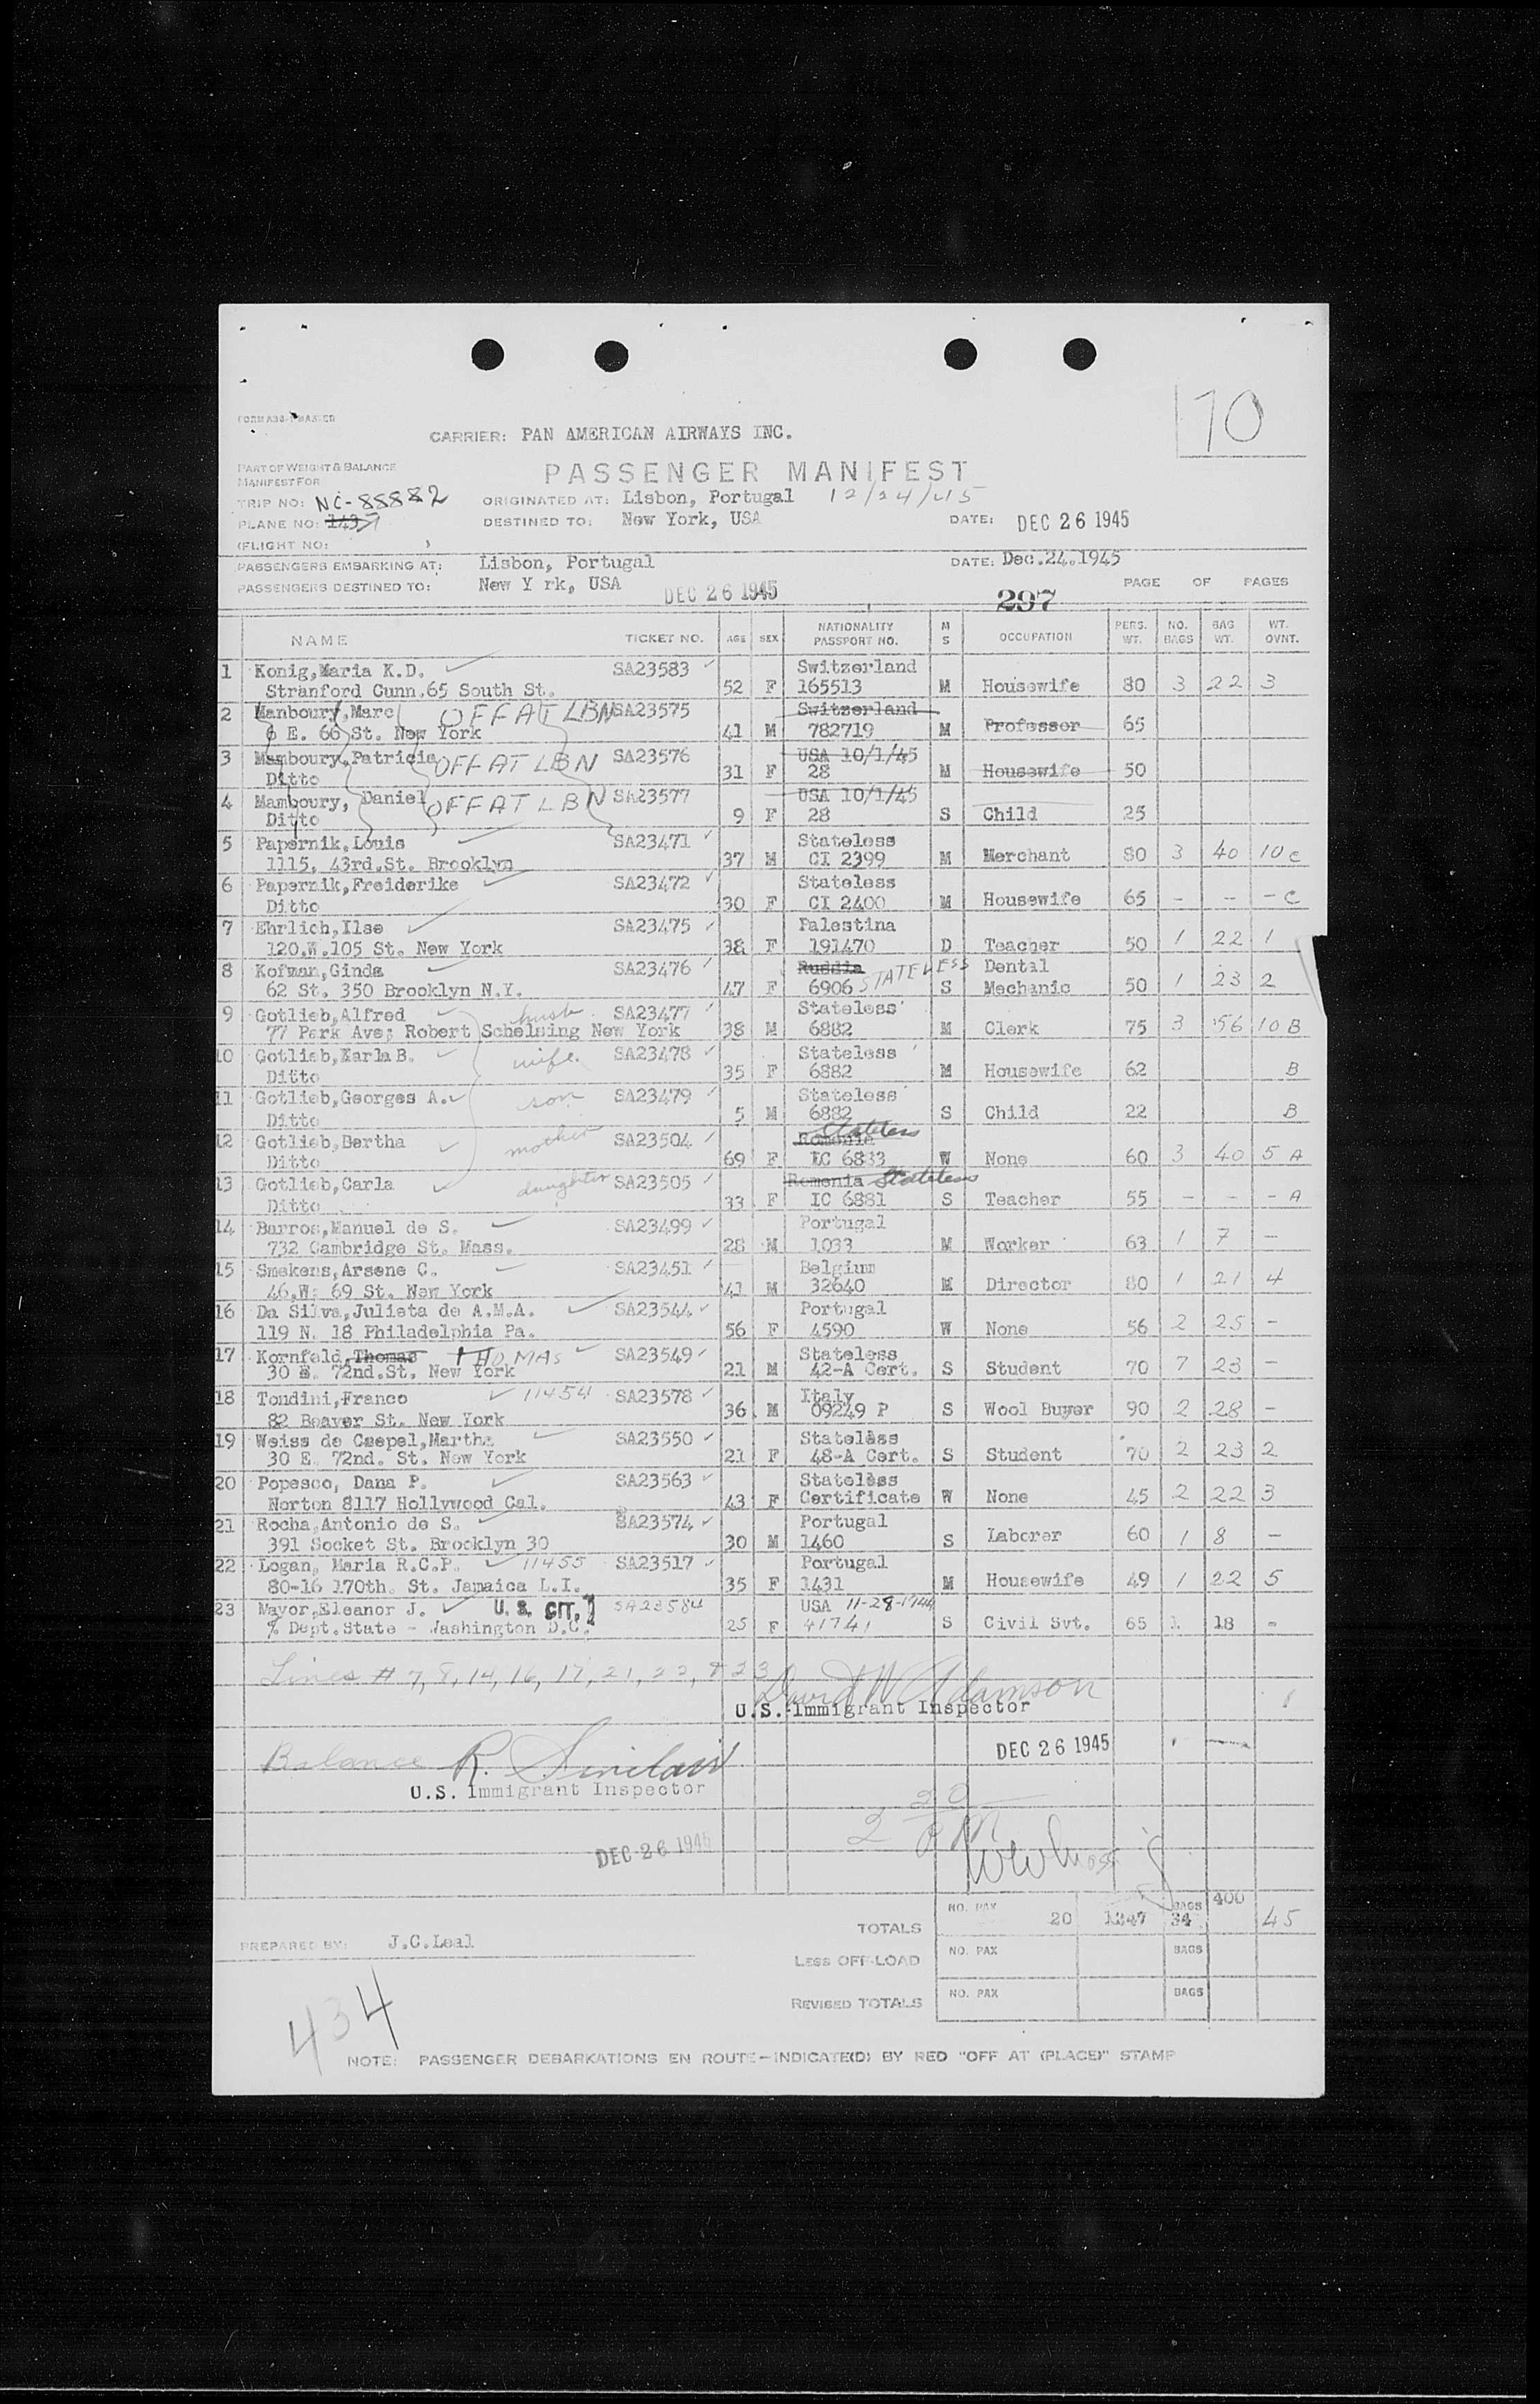 FORM A38-1 MASTER
10
CARRIER: PAN AMERICAN AIRWAYS INC.
PART OF WEIGHT & BALANCE
MANIFEST FOR
PASSENGER MANIFEST
TRIP NO: NC-88882
ORIGINATED AT: Lisbon, Portugal 12/24/45
PLANE NO: 1437
DESTINED TO: New York, USA
DATE: DEC 26 1945
(FLIGHT NO: )
PASSENGERS EMBARKING AT: Lisbon, Portugal
DATE: Dec.24.1945
PASSENGERS DESTINED TO: New Y rk, USA DEC 26 1945
PAGE OF PAGES
297
NAME TICKET NO. AGE SEX NATIONALITY PASSPORT NO. M S OCCUPATION PERS. WT. NO. BAGS BAG WT. WT. OVNT.
1 Konig,Maria K.D. SA23583 Switzerland
Stranford Cunn.65 South St. 52 F 165513 M Housewife 80 3 22 3
2 Manboury,Marc OFF AT LBN SA23575 Switzerland
6 E. 66 St. New York 41 M 782719 M Professor 65
3 Mamboury,Patricia OFF AT LBN SA23576 USA 10/1/45
Ditto 31 F 28 M Housewife 50
4 Mamboury, Daniel OFF AT LBN SA23577 USA 10/1/45
Ditto 9 F 28 S Child 25
5 Papernik,Louis SA23471 Stateless
1115, 43rd.St. Brooklyn 37 M CI 2399 M Merchant 80 3 40 10 C
6 Papernik,Freiderike SA23472 Stateless
Ditto 30 F CI 2400 M Housewife 65 - - - C
7 Ehrlich,Ilse SA23475 Palestina
120.W.105 St. New York 38 F 191470 D Teacher 50 1 22 1
8 Kofman,Ginda SA23476 Ruddia STATELESS Dental
62 St. 350 Brooklyn N.Y. 47 F 6906 S Mechanic 50 1 23 2
9 Gotlieb,Alfred husb. SA23477 Stateless
77 Park Ave; Robert Schelsing New York 38 M 6882 M Clerk 75 3 56 10 B
10 Gotlieb,Karla B. wife SA23478 Stateless
Ditto 35 F 6882 M Housewife 62 B
11 Gotlieb,Georges A. son SA23479 Stateless
Ditto 5 M 6882 S Child 22 B
12 Gotlieb,Bertha mother SA23504 Romenia Stateless
Ditto 69 F IC 6883 W None 60 3 40 5 A
13 Gotlieb,Carla daughter SA23505 Romenia Stateless
Ditto 33 F IC 6881 S Teacher 55 - - - A
14 Barros,Manuel de S. SA23499 Portugal
732 Cambridge St. Mass. 28 M 1033 M Worker 63 1 7 -
15 Smekens,Arsene C. SA23451 Belgium
46.W: 69 St. New York 41 M 32640 M Director 80 1 21 4
16 Da Silva,Julieta de A.M.A. SA23544 Portugal
119 N. 18 Philadelphia Pa. 56 F 4590 W None 56 2 25 -
17 Kornfeld,Thomas THOMAS SA23549 Stateless
30 E. 72nd.St. New York 21 M 42-A Cert. S Student 70 7 23 -
18 Tondini,Franco 11454 SA23578 Italy
82 Beaver St. New York 36 M 09249 P S Wool Buyer 90 2 28 -
19 Weiss de Csepel,Martha SA23550 Stateless
30 E. 72nd. St. New York 21 F 48-A Cert. S Student 70 2 23 2
20 Popesco, Dana P. SA23563 Stateless
Norton 8117 Hollywood Cal. 43 F Certificate W None 45 2 22 3
21 Rocha,Antonio de S. SA23574 Portugal
391 Socket St. Brooklyn 30 30 M 1460 S Laborer 60 1 8 -
22 Logan, Maria R.C.P. 11455 SA23517 Portugal
80-16 170th. St. Jamaica L.I. 35 F 1431 M Housewife 49 1 22 5
23 Mayor,Eleanor J. U.S. CIT. SA23584 USA 11-28-1944
% Dept.State - Washington D.C. 25 F 41741 S Civil Svt. 65 1 18 -
Lines # 7, 8, 14, 16, 17, 21, 22, & 23
David W Adamson
U.S. Immigrant Inspector
DEC 26 1945
Balance R. Sinclair
U.S. Immigrant Inspector
2 20 PM
DEC 26 1945
TOTALS NO. PAX 20 1247 BAGS 34 400 45
PREPARED BY: J.C.Leal
LESS OFF-LOAD NO. PAX BAGS
REVISED TOTALS NO. PAX BAGS
434
NOTE: PASSENGER DEBARKATIONS EN ROUTE-INDICATE(D) BY RED "OFF AT (PLACE)" STAMP